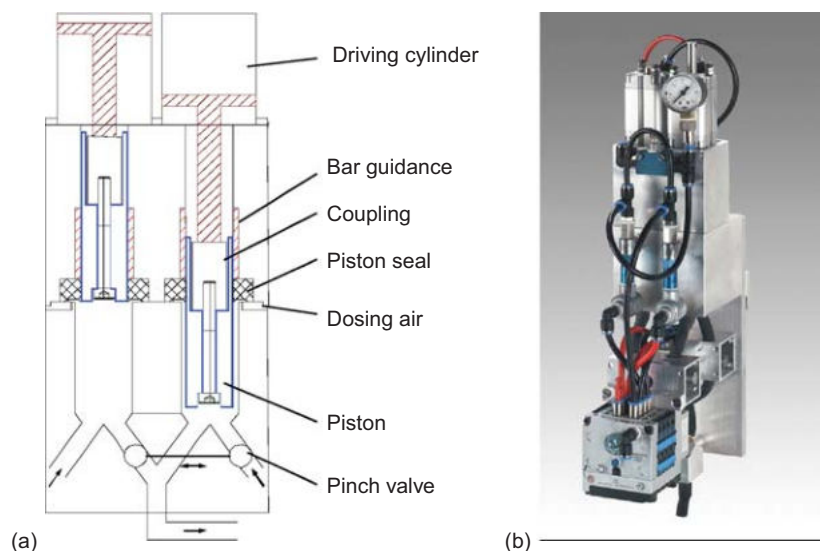 Driving cylinder
Bar guidance
Coupling
Piston seal
Dosing air
Piston
Pinch valve
(a)
(b)